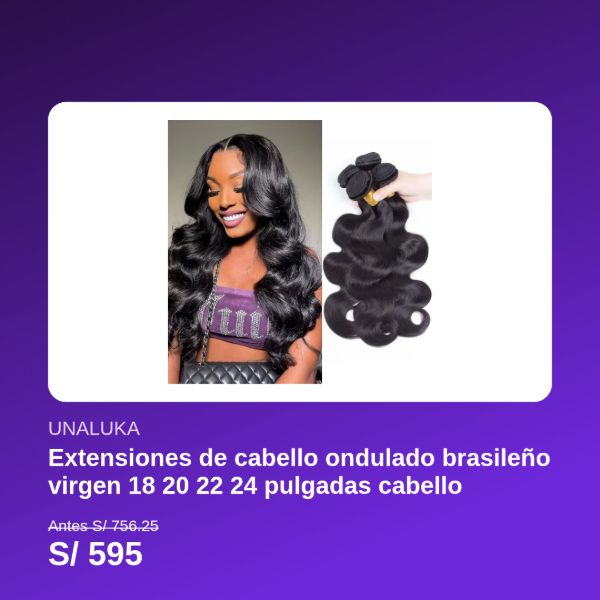 UNALUKA
Extensiones de cabello ondulado brasileño
virgen 18 20 22 24 pulgadas cabello
Antes S/ 756.25
S/ 595